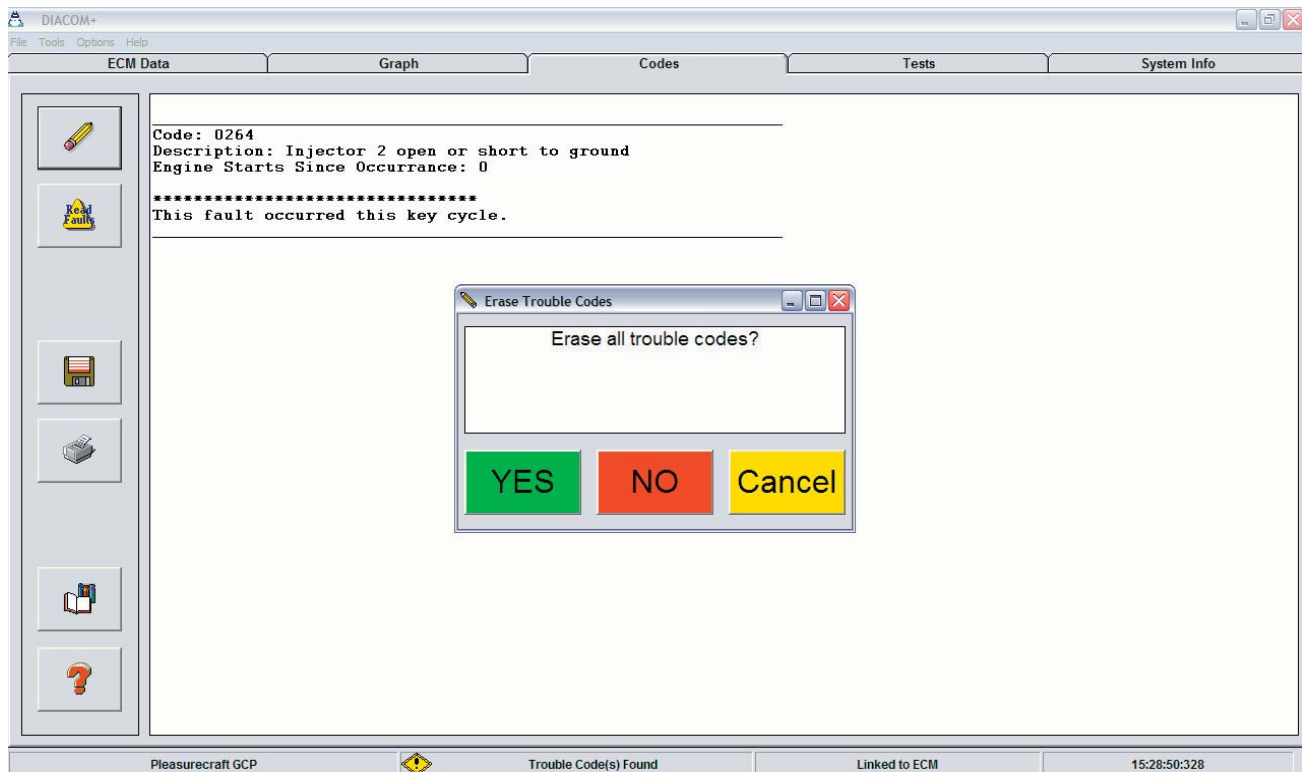 DIACOM+
File Tools Options Help
ECM Data Graph Codes Tests System Info
Code: 0264
Description: Injector 2 open or short to ground
Engine Starts Since Occurrance: 0
********************************
This fault occurred this key cycle.
Read
Faults
Erase Trouble Codes
Erase all trouble codes?
YES NO Cancel
Pleasurecraft GCP Trouble Code(s) Found Linked to ECM 15:28:50:328